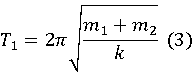 T₁ = 2π√((m₁ + m₂)/k) (3)